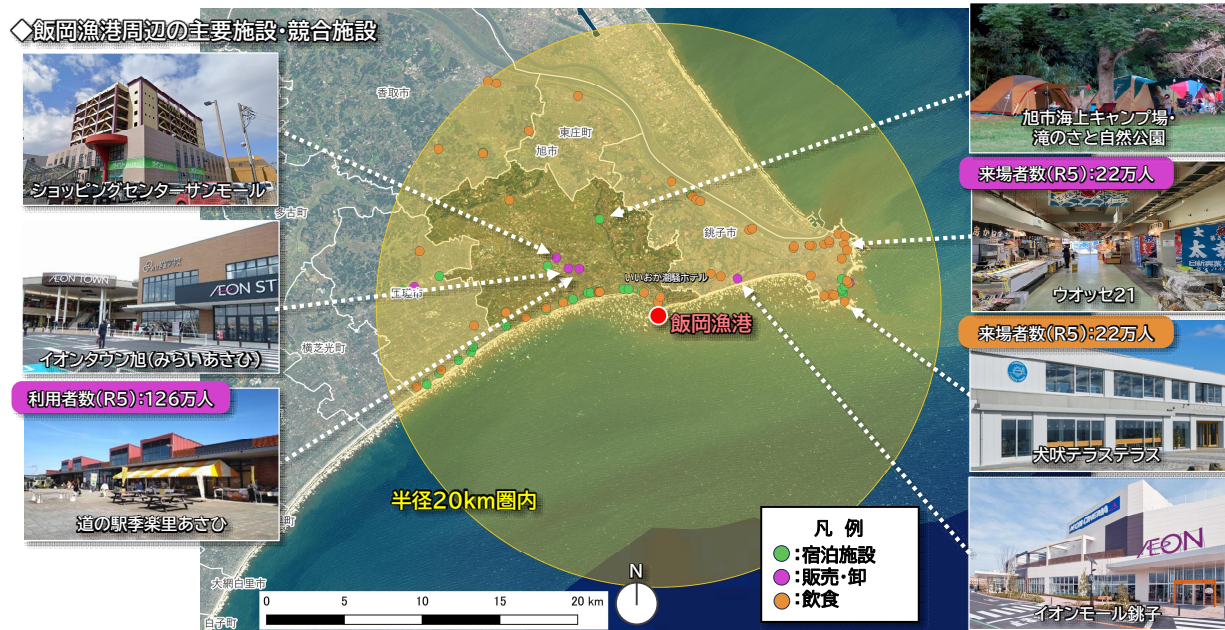 ◆飯岡漁港周辺の主要施設・競合施設
ショッピングセンターサンモール
AEON TOWN
ÆON ST
イオンタウン旭(みらいあさひ)
利用者数(R5):126万人
道の駅季楽里あさひ
香取市
東庄町
旭市
多古町
銚子市
匝瑳市
横芝光町
いいおか潮騒ホテル
飯岡漁港
半径20km圏内
大網白里市
白子町
0 5 10 15 20 km
N
凡 例
:宿泊施設
:販売・卸
:飲食
旭市海上キャンプ場・
滝のさと自然公園
来場者数(R5):22万人
ウオッセ21
来場者数(R5):22万人
犬吠テラステラス
AEON CINEMA
ÆON
イオンモール銚子